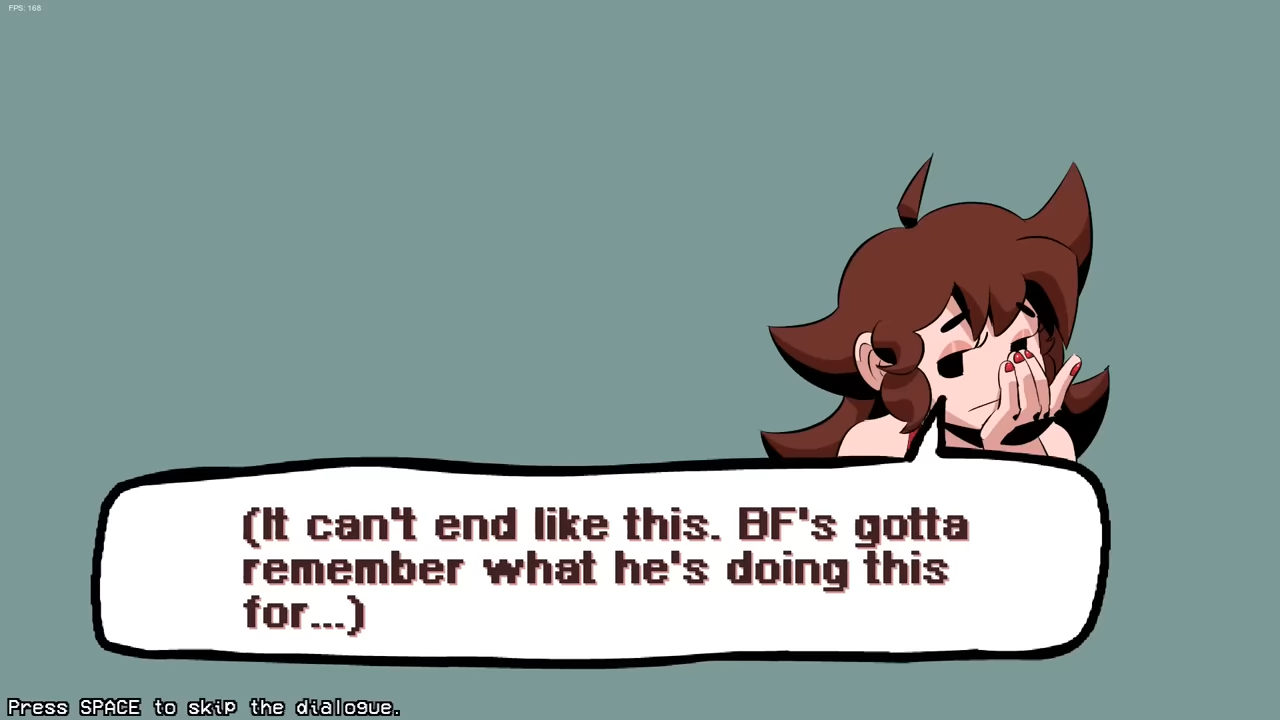 FPS: 168
(It can't end like this. BF's gotta
remember what he's doing this
for...)
Press SPACE to skip the dialogue.